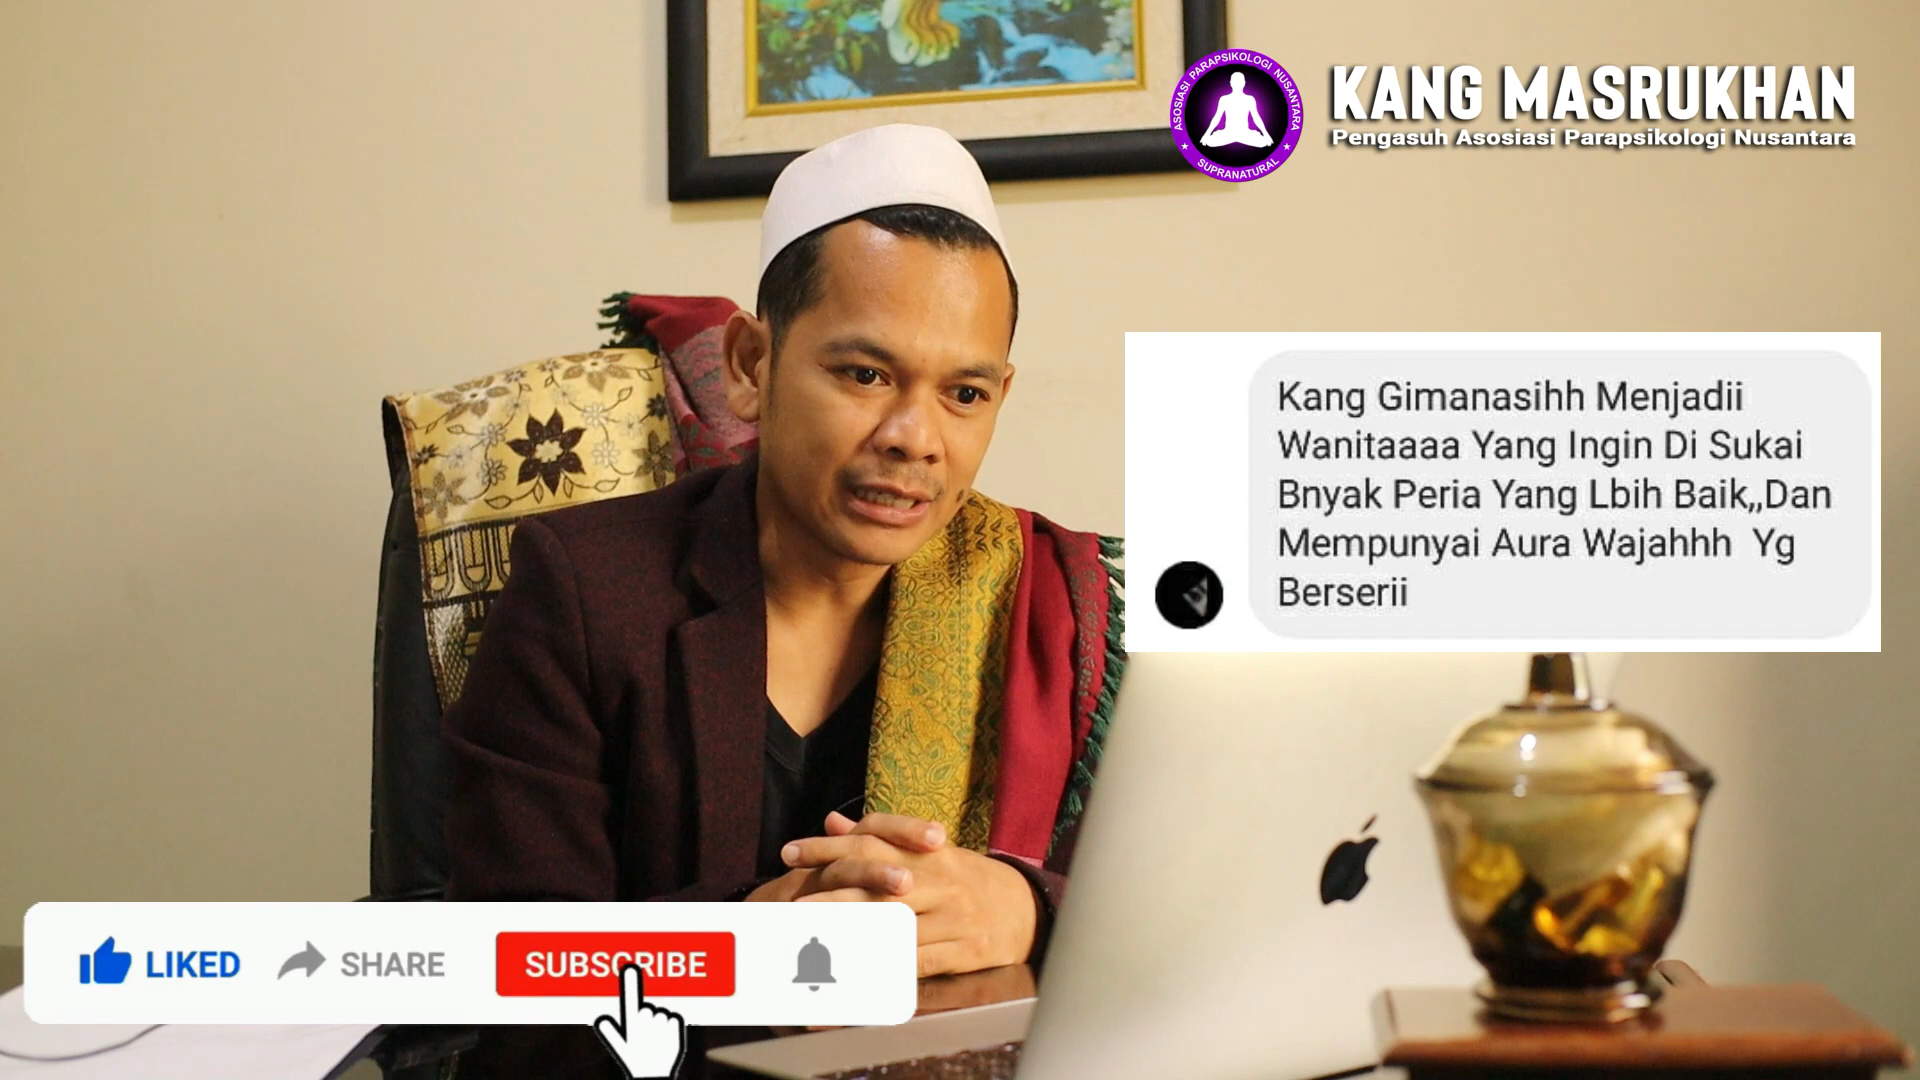 ASOSIASI PARAPSIKOLOGI NUSANTARA
SUPRANATURAL
KANG MASRUKHAN
Pengasuh Asosiasi Parapsikologi Nusantara
Kang Gimanasihh Menjadii
Wanitaaaa Yang Ingin Di Sukai
Bnyak Peria Yang Lbih Baik,,Dan
Mempunyai Aura Wajahhh Yg
Berserii
LIKED
SHARE
SUBSCRIBE